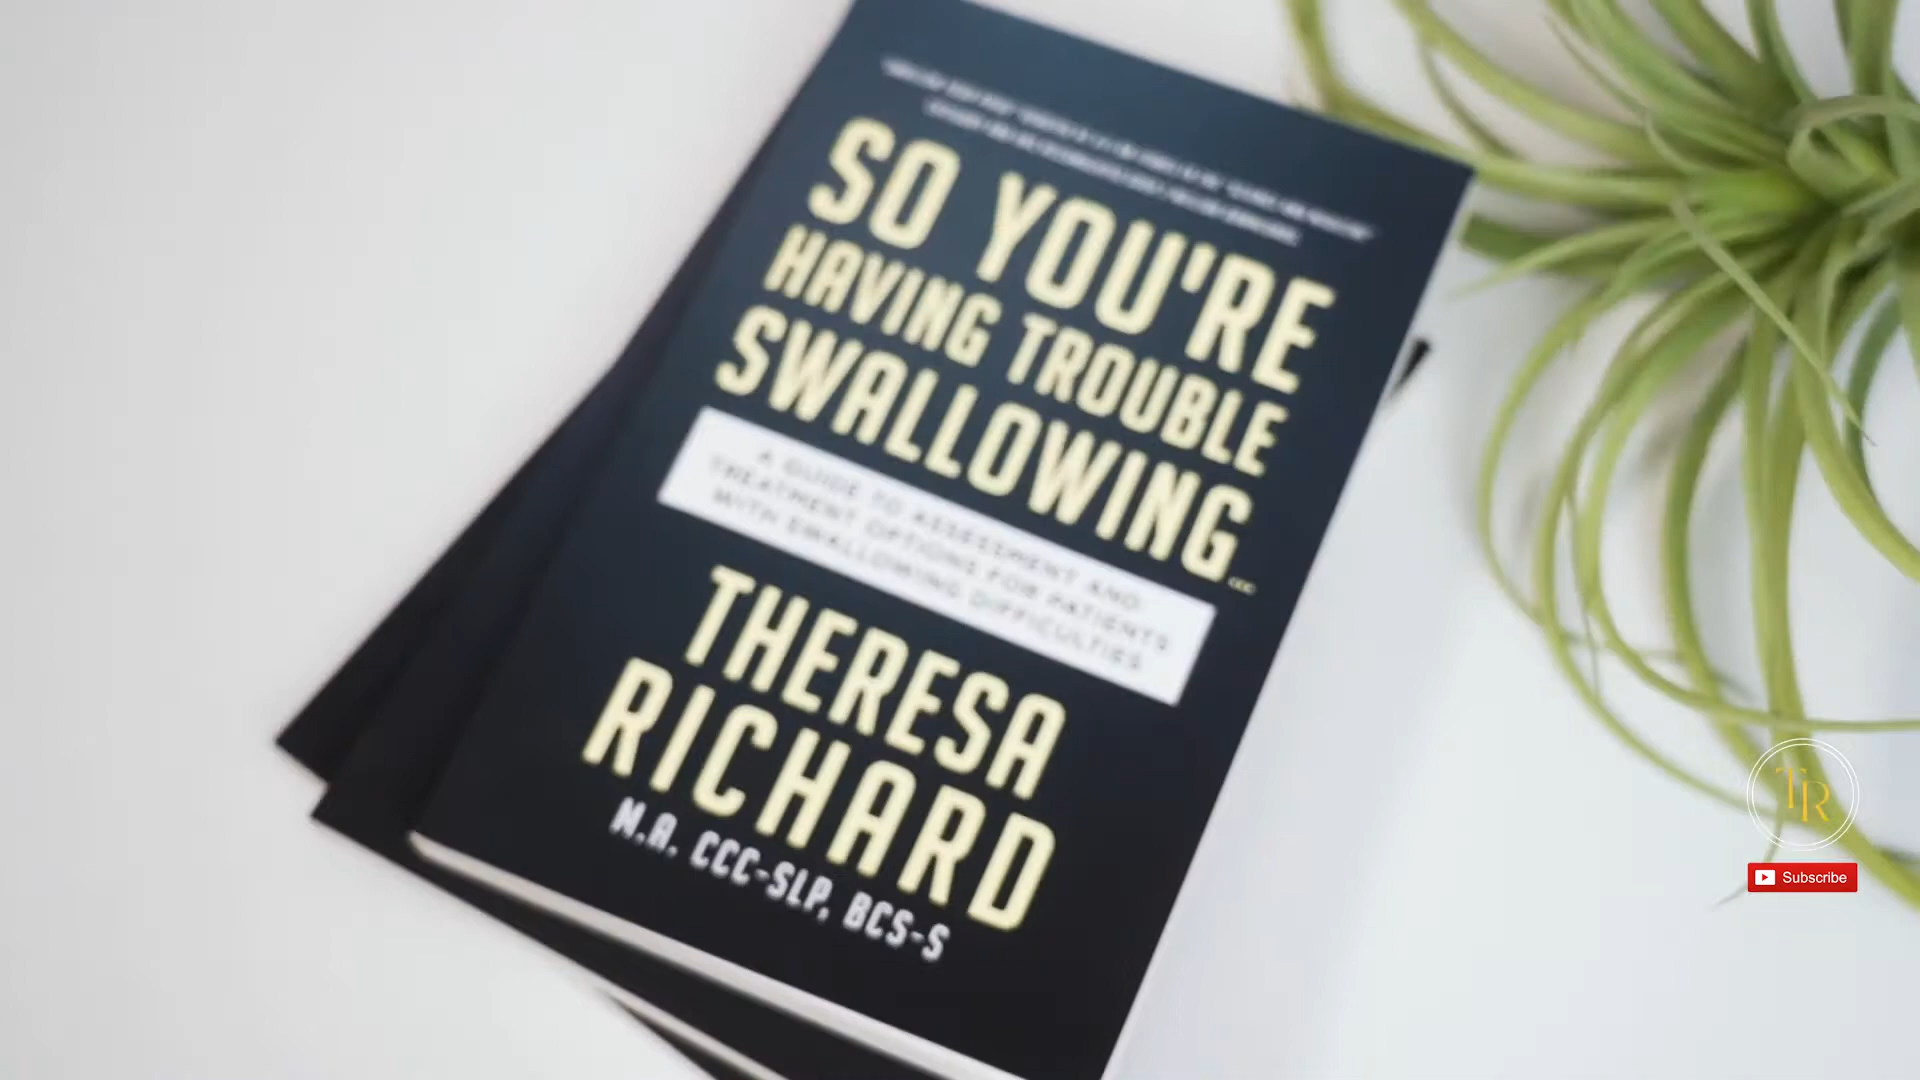 SO YOU'RE
HAVING TROUBLE
SWALLOWING...
A GUIDE TO ASSESSMENT AND
TREATMENT OPTIONS FOR PATIENTS
WITH SWALLOWING DIFFICULTIES
THERESA
RICHARD
M.A. CCC-SLP, BCS-S
TR
Subscribe